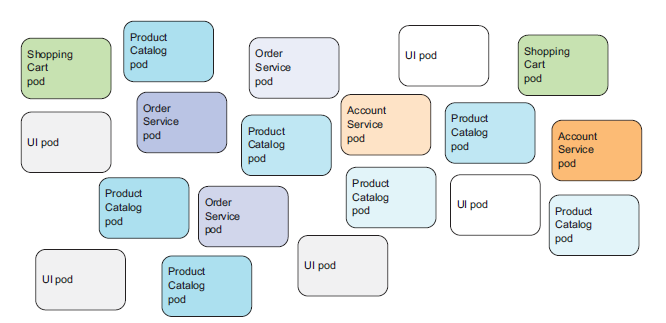 Shopping
Cart
pod
Product
Catalog
pod
Order
Service
pod
UI pod
Shopping
Cart
pod
UI pod
Order
Service
pod
Product
Catalog
pod
Account
Service
pod
Product
Catalog
pod
Account
Service
pod
Product
Catalog
pod
Order
Service
pod
Product
Catalog
pod
UI pod
Product
Catalog
pod
UI pod
Product
Catalog
pod
UI pod